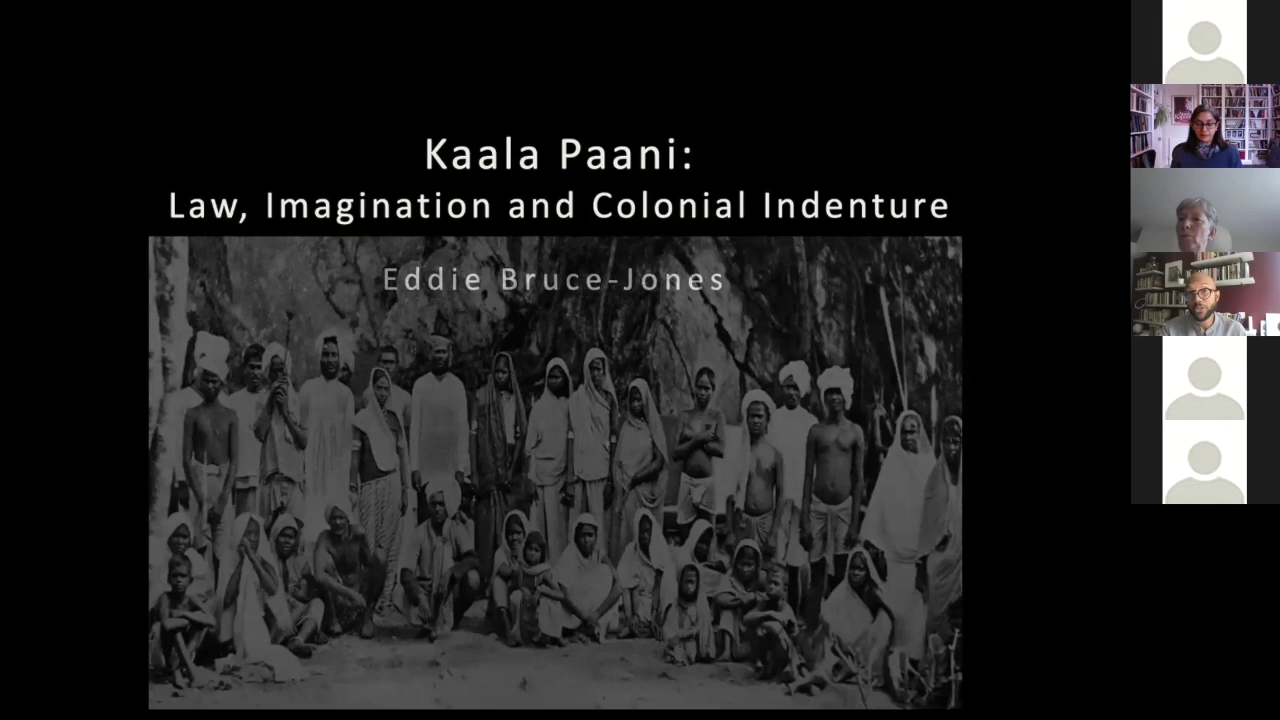 Kaala Paani:
Law, Imagination and Colonial Indenture
Eddie Bruce-Jones